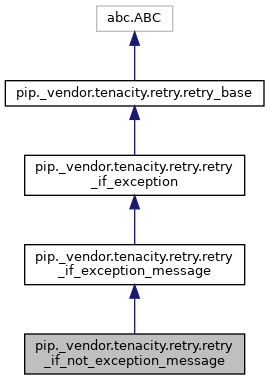 abc.ABC
pip._vendor.tenacity.retry.retry_base
pip._vendor.tenacity.retry.retry
_if_exception
pip._vendor.tenacity.retry.retry
_if_exception_message
pip._vendor.tenacity.retry.retry
_if_not_exception_message